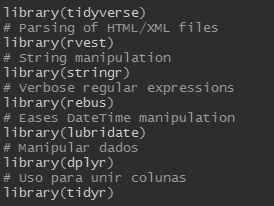 library(tidyverse)
# Parsing of HTML/XML files
library(rvest)
# String manipulation
library(stringr)
# Verbose regular expressions
library(rebus)
# Eases DateTime manipulation
library(lubridate)
# Manipular dados
library(dplyr)
# Uso para unir colunas
library(tidyr)